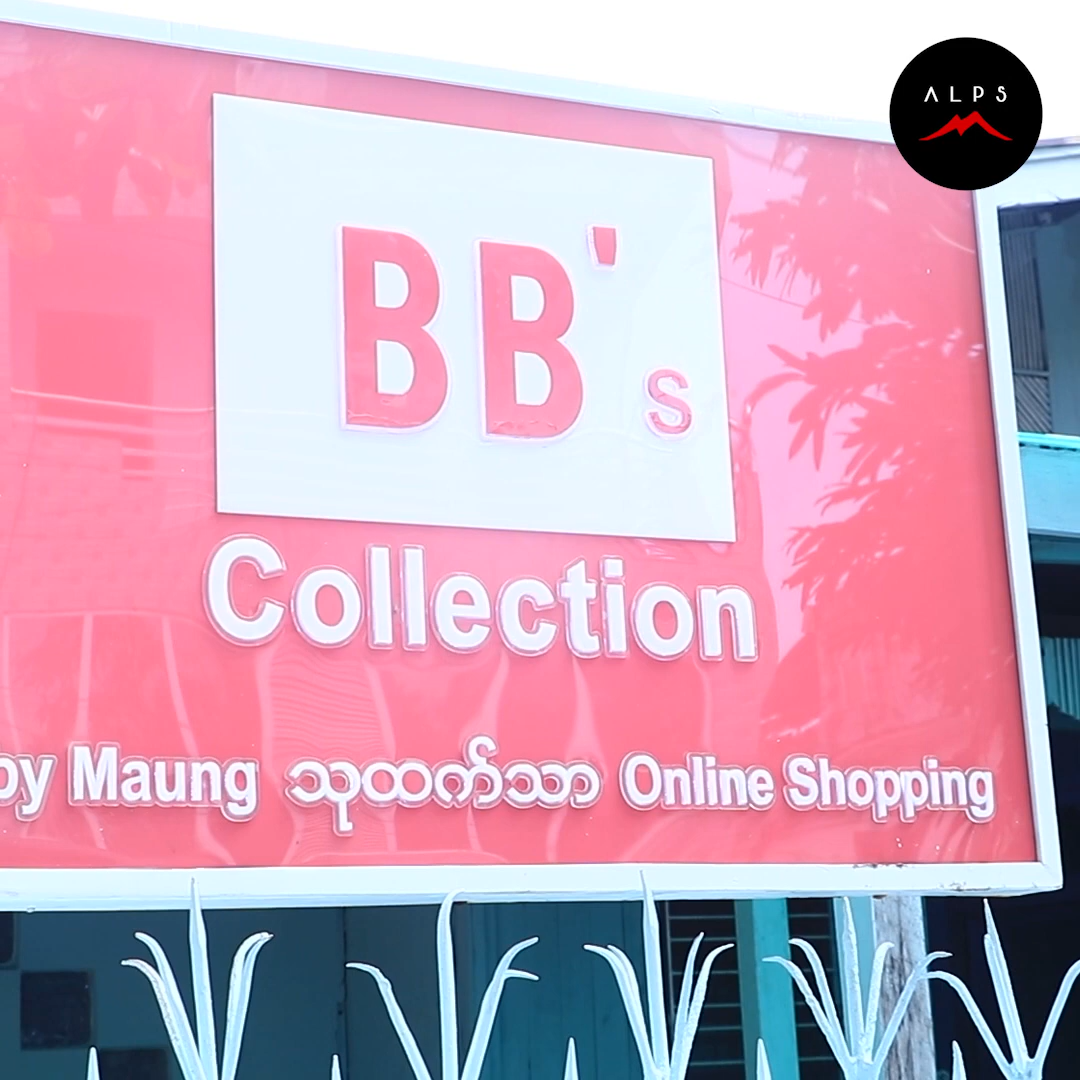 ALPS
BB's
Collection
Maung သုထက်သာ Online Shopping